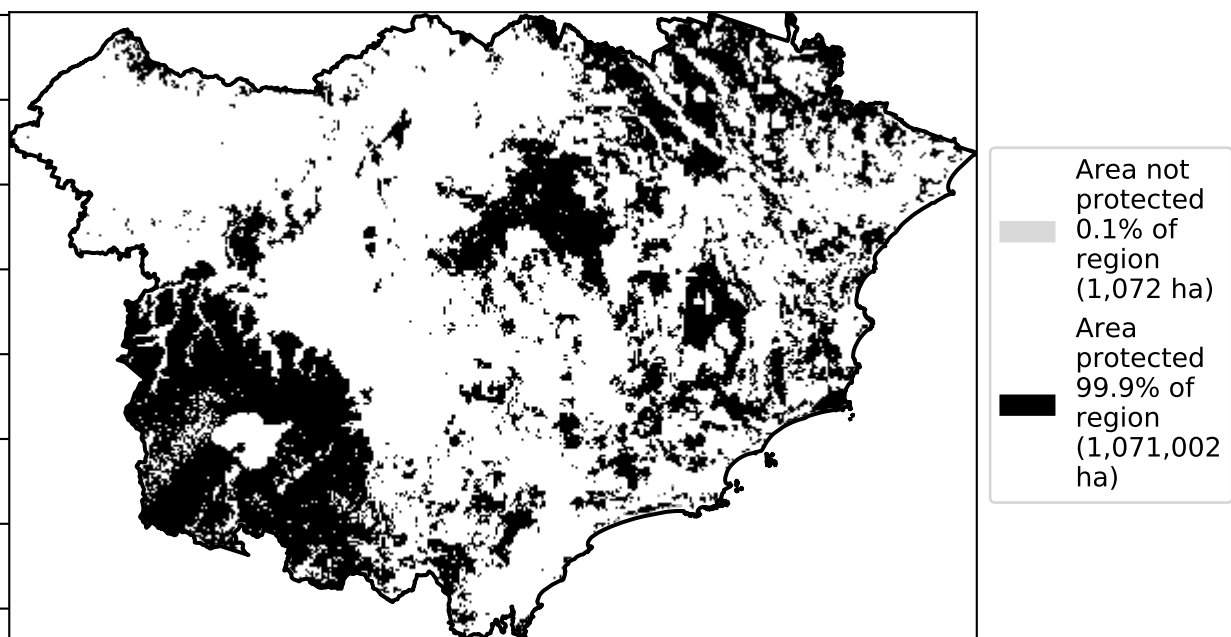 Area not
protected
0.1% of
region
(1,072 ha)
Area
protected
99.9% of
region
(1,071,002
ha)